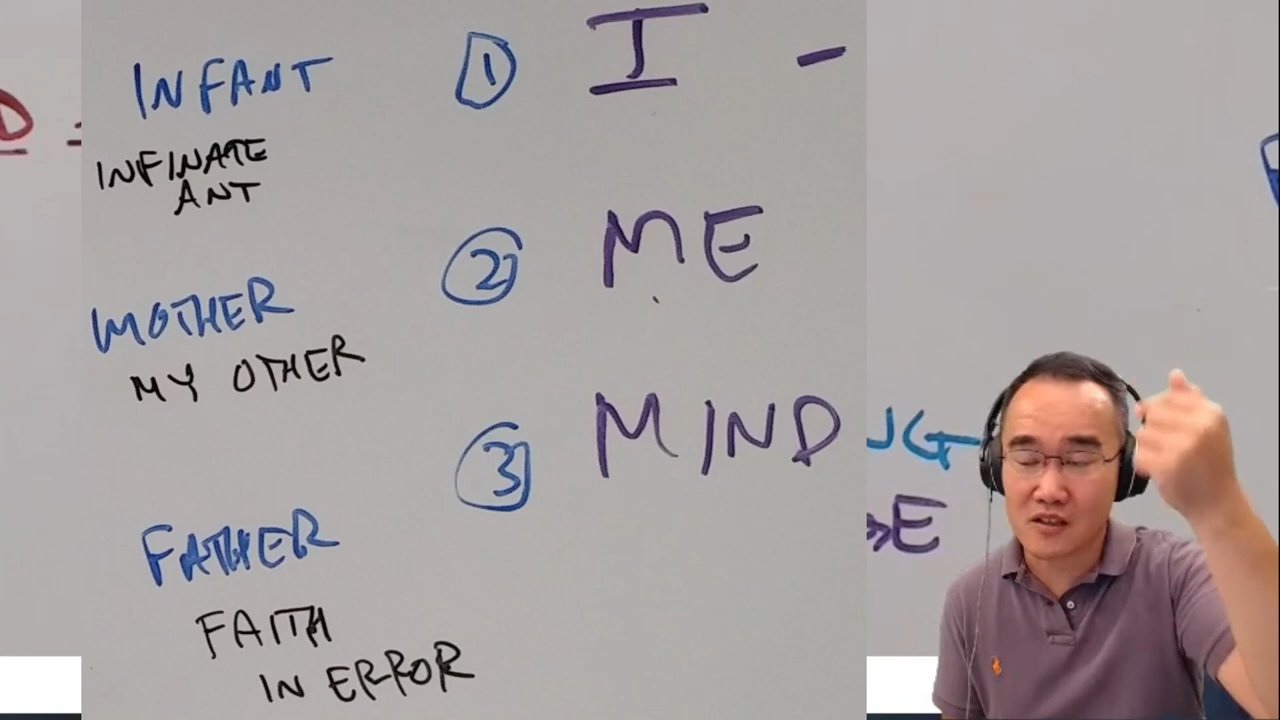 INFANT ① I -
INFINATE
ANT
MOTHER ② ME
MY OTHER
FATHER ③ MIND
FAITH
IN ERROR
D
E